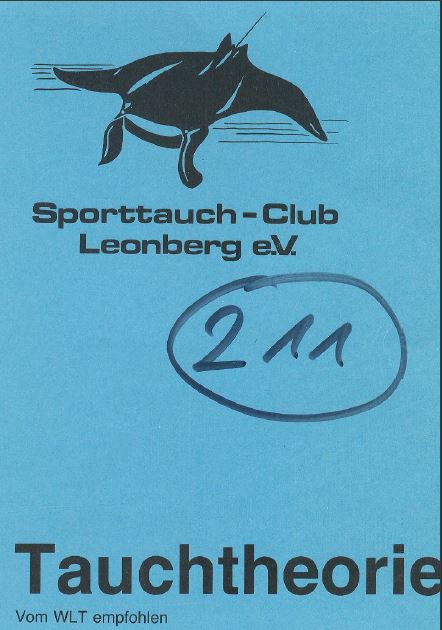 Sporttauch-Club
Leonberg e.V.
211
Tauchtheorie
Vom WLT empfohlen